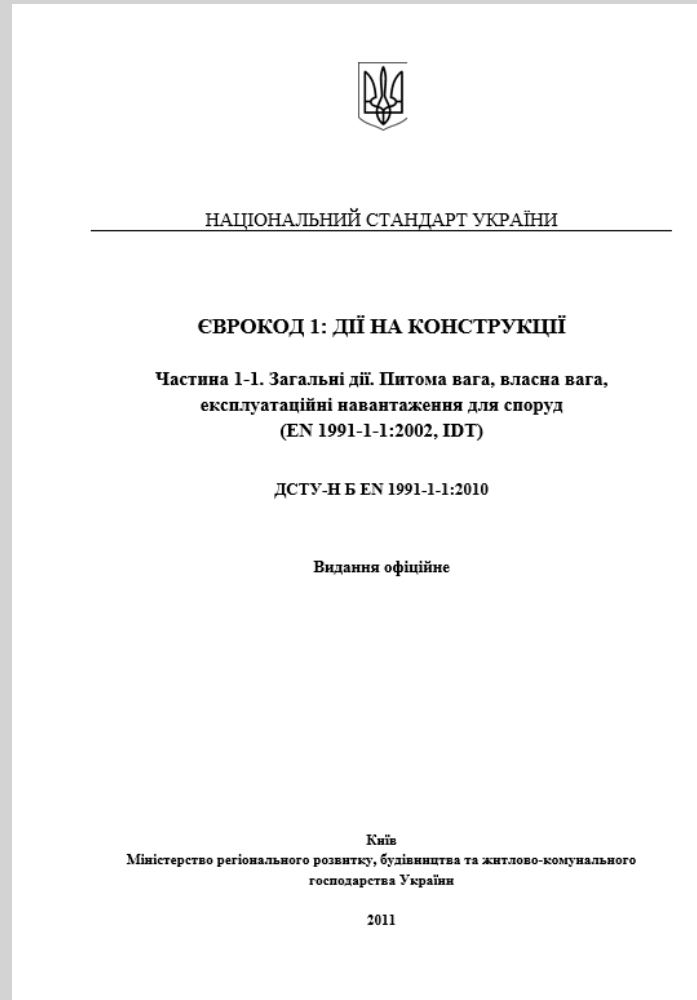 НАЦІОНАЛЬНИЙ СТАНДАРТ УКРАЇНИ
ЄВРОКОД 1: ДІЇ НА КОНСТРУКЦІЇ
Частина 1-1. Загальні дії. Питома вага, власна вага,
експлуатаційні навантаження для споруд
(EN 1991-1-1:2002, IDT)
ДСТУ-Н Б EN 1991-1-1:2010
Видання офіційне
Київ
Міністерство регіонального розвитку, будівництва та житлово-комунального
господарства України
2011